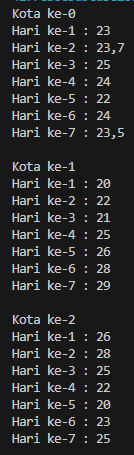 Kota ke-0
Hari ke-1 : 23
Hari ke-2 : 23,7
Hari ke-3 : 25
Hari ke-4 : 24
Hari ke-5 : 22
Hari ke-6 : 24
Hari ke-7 : 23,5

Kota ke-1
Hari ke-1 : 20
Hari ke-2 : 22
Hari ke-3 : 21
Hari ke-4 : 25
Hari ke-5 : 26
Hari ke-6 : 28
Hari ke-7 : 29

Kota ke-2
Hari ke-1 : 26
Hari ke-2 : 28
Hari ke-3 : 25
Hari ke-4 : 22
Hari ke-5 : 20
Hari ke-6 : 23
Hari ke-7 : 25